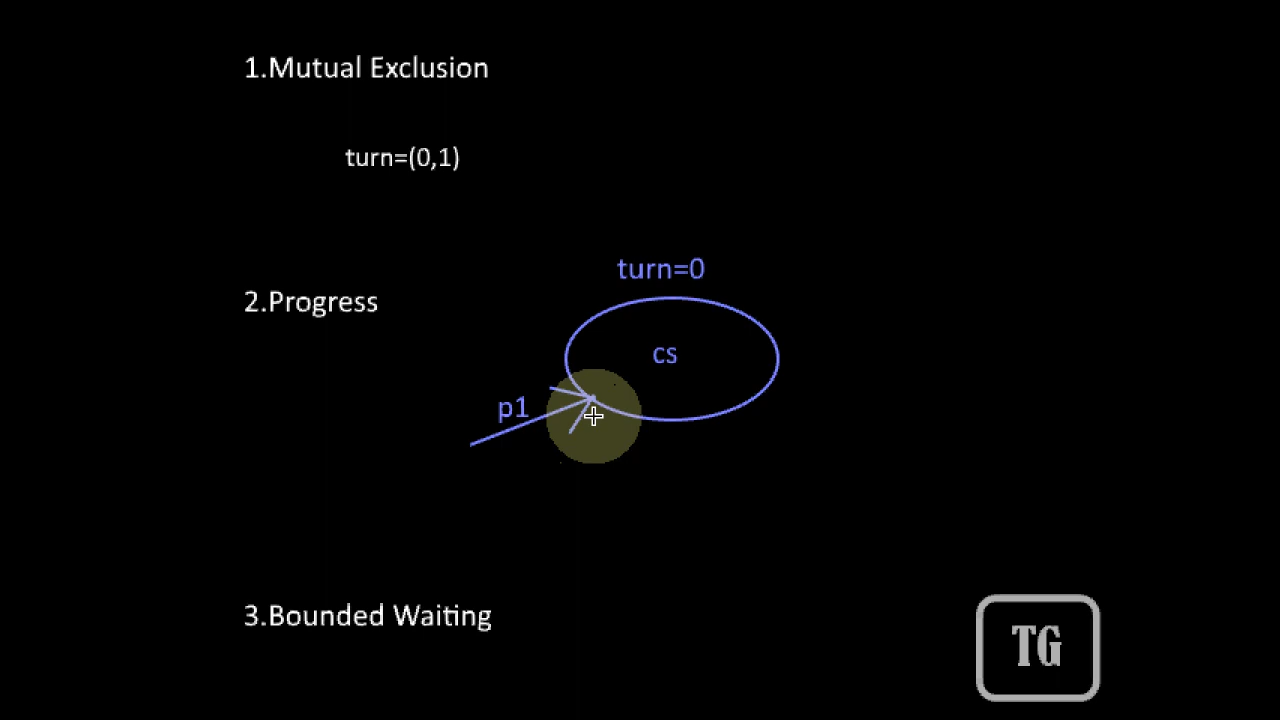 1.Mutual Exclusion
turn=(0,1)
turn=0
2.Progress
cs
p1
3.Bounded Waiting
TG